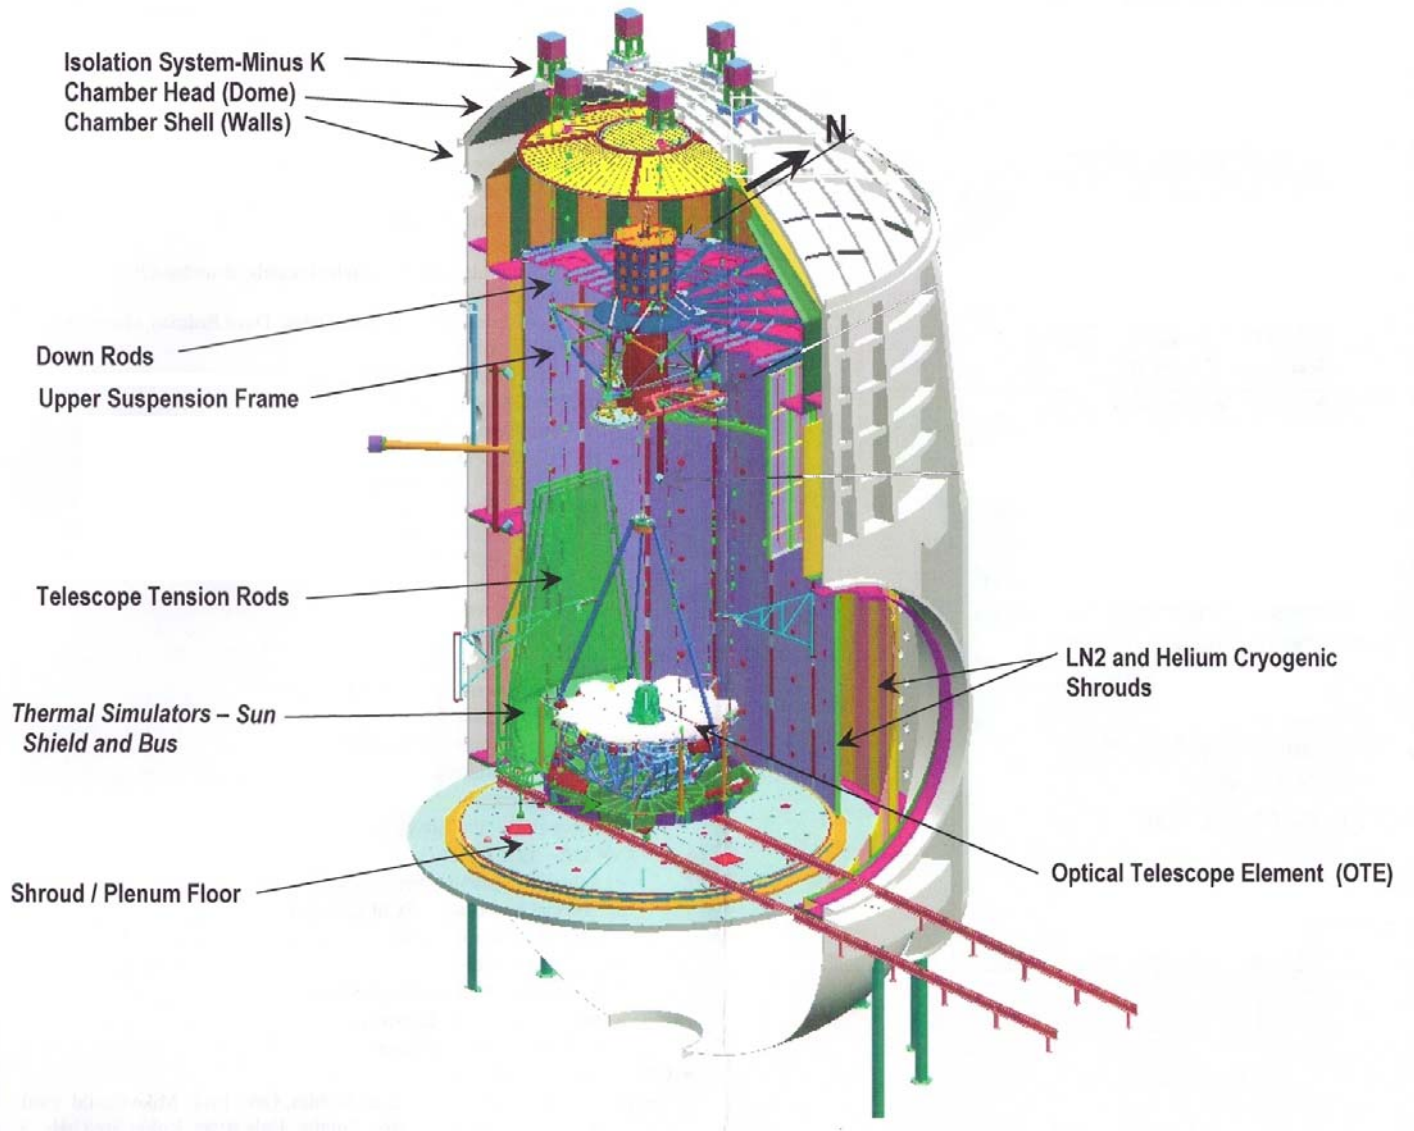 Isolation System-Minus K
Chamber Head (Dome)
Chamber Shell (Walls)
N
Down Rods
Upper Suspension Frame
Telescope Tension Rods
LN2 and Helium Cryogenic
Shrouds
Thermal Simulators – Sun
Shield and Bus
Optical Telescope Element (OTE)
Shroud / Plenum Floor